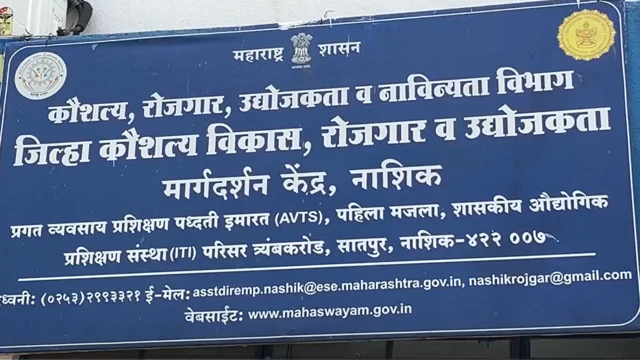 महाराष्ट्र शासन
कौशल्य, रोजगार, उद्योजकता व नाविन्यता विभाग
जिल्हा कौशल्य विकास, रोजगार व उद्योजकता
मार्गदर्शन केंद्र, नाशिक
प्रगत व्यवसाय प्रशिक्षण पध्दती इमारत (AVTS), पहिला मजला, शासकीय औद्योगिक
प्रशिक्षण संस्था (ITI) परिसर त्र्यंबकरोड, सातपुर, नाशिक-४२२ ००७
ध्वनी: (०२५३)२९९३३२१ ई-मेल: asstdiremp.nashik@ese.maharashtra.gov.in, nashikrojgar@gmail.com
वेबसाईट: www.mahaswayam.gov.in